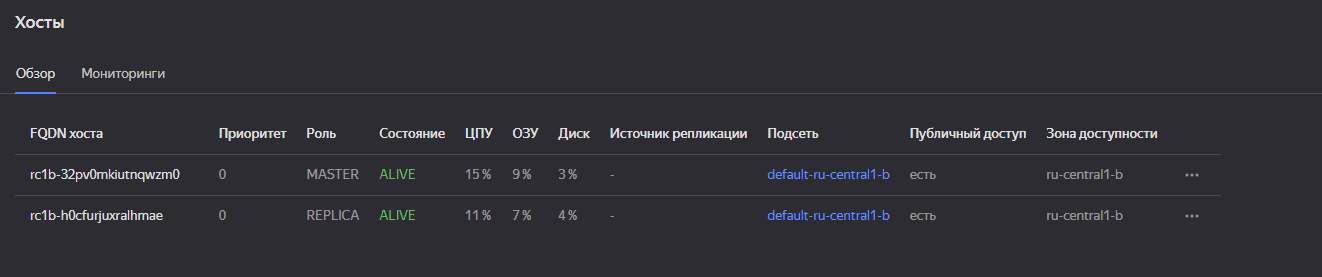 Хосты
Обзор Мониторинги
FQDN хоста Приоритет Роль Состояние ЦПУ ОЗУ Диск Источник репликации Подсеть Публичный доступ Зона доступности
rc1b-32pv0mkiutnqwzm0 0 MASTER ALIVE 15 % 9 % 3 % - default-ru-central1-b есть ru-central1-b
rc1b-h0cfurjuxralhmae 0 REPLICA ALIVE 11 % 7 % 4 % - default-ru-central1-b есть ru-central1-b